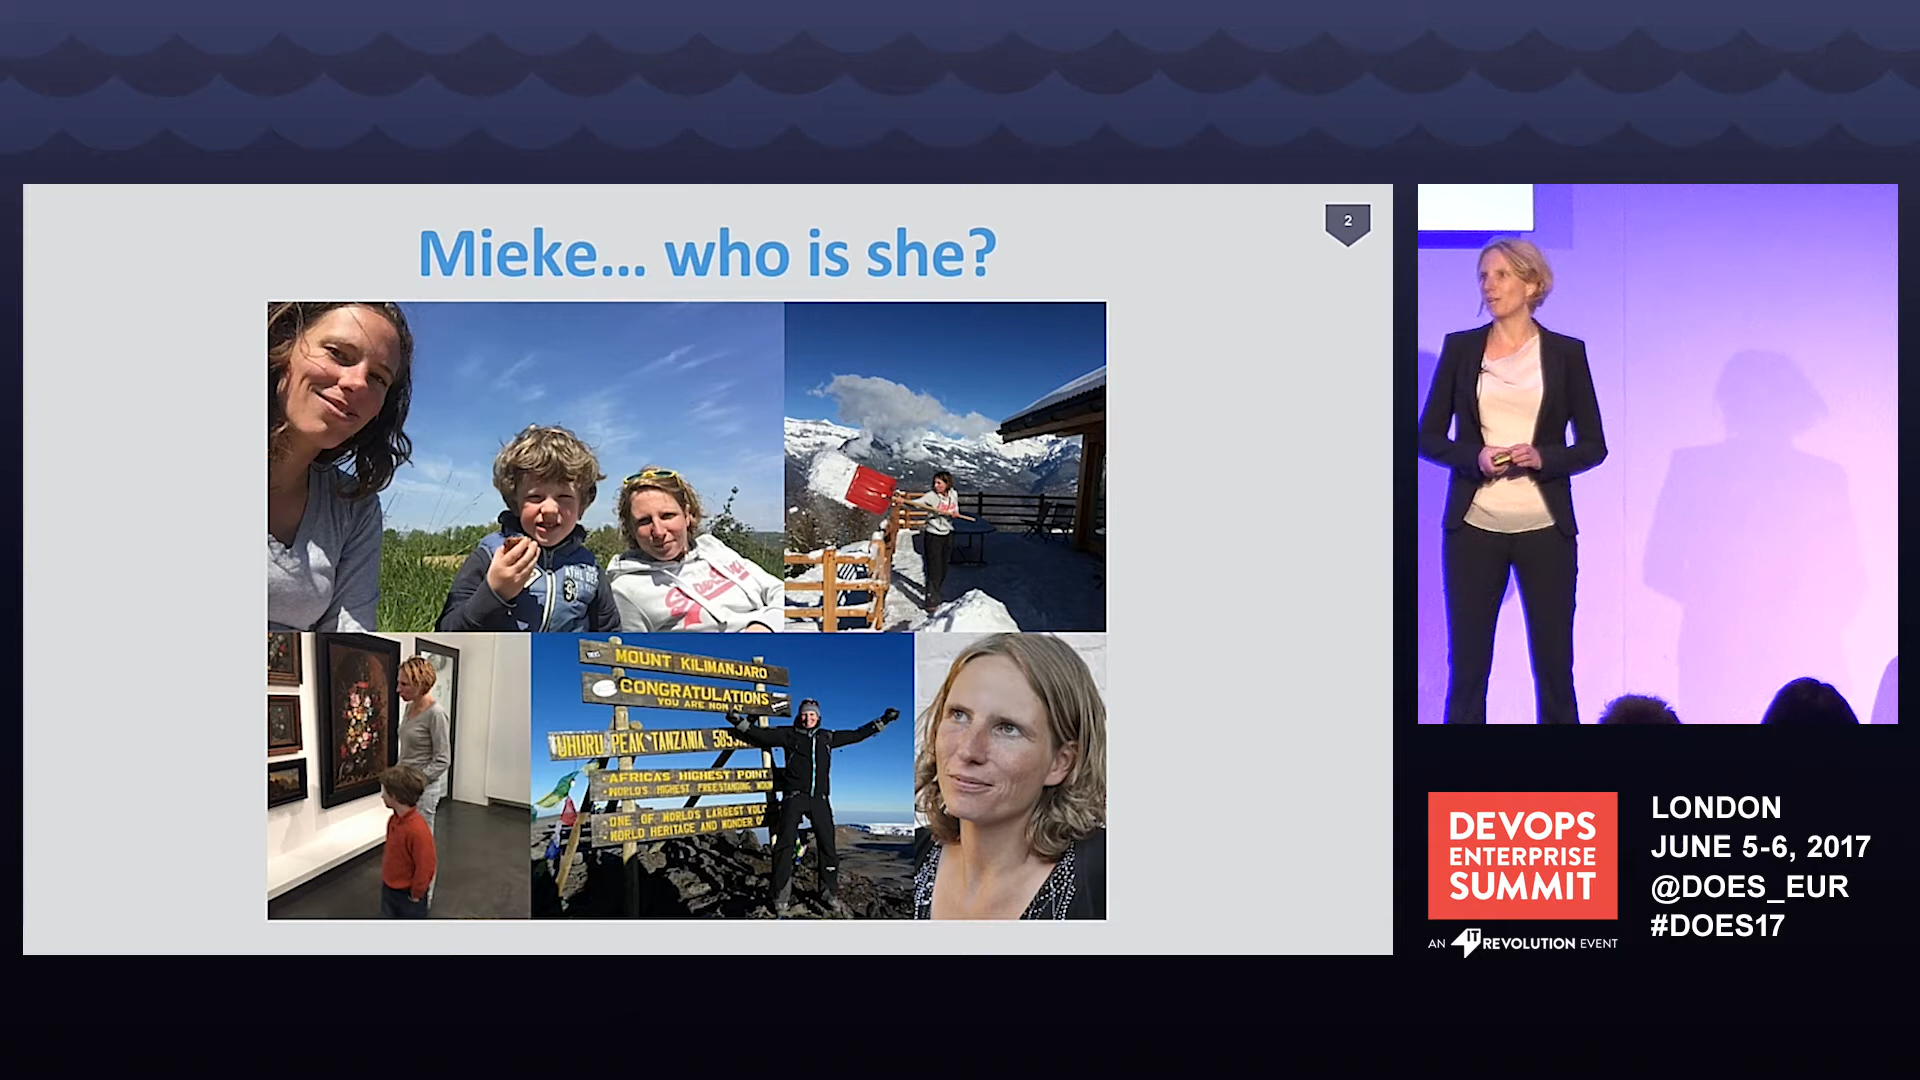 2
Mieke... who is she?
ATHL DE
MOUNT KILIMANJARO
CONGRATULATIONS
YOU ARE NOW AT
UHURU PEAK TANZANIA
AFRICA'S HIGHEST POINT
WORLD'S HIGHEST FREESTANDING
ONE OF WORLD'S LARGEST
WORLD HERITAGE AND WONDER
DEVOPS
ENTERPRISE
SUMMIT
AN IT REVOLUTION EVENT
LONDON
JUNE 5-6, 2017
@DOES_EUR
#DOES17